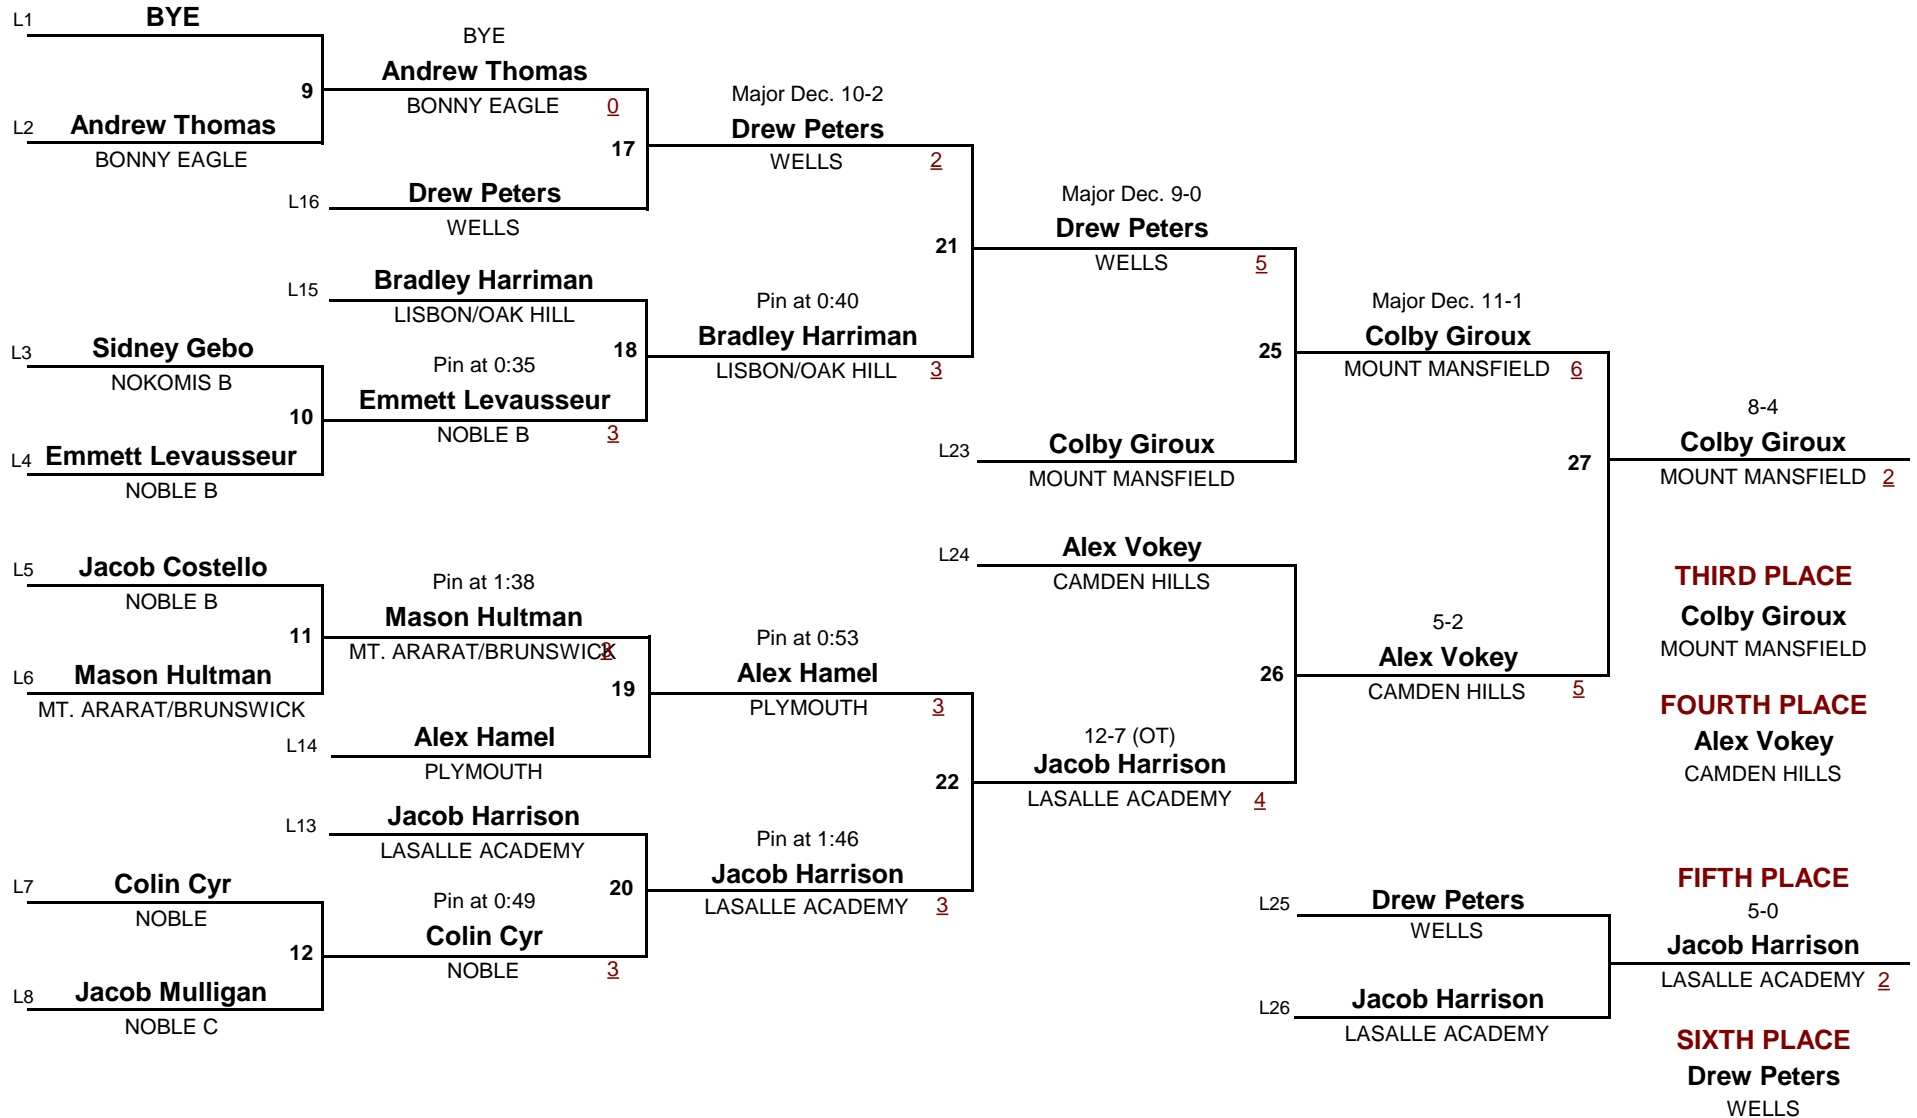 L1 BYE
9
L2 Andrew Thomas
BONNY EAGLE
BYE
Andrew Thomas
BONNY EAGLE 0
17
L16 Drew Peters
WELLS
L15 Bradley Harriman
LISBON/OAK HILL
L3 Sidney Gebo
NOKOMIS B
10
L4 Emmett Levausseur
NOBLE B
Pin at 0:35
Emmett Levausseur
NOBLE B 3
18
Major Dec. 10-2
Drew Peters
WELLS 2
21
Pin at 0:40
Bradley Harriman
LISBON/OAK HILL 3
Major Dec. 9-0
Drew Peters
WELLS 5
25
L23 Colby Giroux
MOUNT MANSFIELD
Major Dec. 11-1
Colby Giroux
MOUNT MANSFIELD 6
27
8-4
Colby Giroux
MOUNT MANSFIELD 2
L5 Jacob Costello
NOBLE B
11
L6 Mason Hultman
MT. ARARAT/BRUNSWICK
Pin at 1:38
Mason Hultman
MT. ARARAT/BRUNSWICK 3
19
L14 Alex Hamel
PLYMOUTH
L13 Jacob Harrison
LASALLE ACADEMY
L7 Colin Cyr
NOBLE
12
L8 Jacob Mulligan
NOBLE C
Pin at 0:49
Colin Cyr
NOBLE 3
20
Pin at 0:53
Alex Hamel
PLYMOUTH 3
22
Pin at 1:46
Jacob Harrison
LASALLE ACADEMY 3
L24 Alex Vokey
CAMDEN HILLS
26
12-7 (OT)
Jacob Harrison
LASALLE ACADEMY 4
5-2
Alex Vokey
CAMDEN HILLS 5
THIRD PLACE
Colby Giroux
MOUNT MANSFIELD
FOURTH PLACE
Alex Vokey
CAMDEN HILLS
L25 Drew Peters
WELLS
L26 Jacob Harrison
LASALLE ACADEMY
FIFTH PLACE
5-0
Jacob Harrison
LASALLE ACADEMY 2
SIXTH PLACE
Drew Peters
WELLS